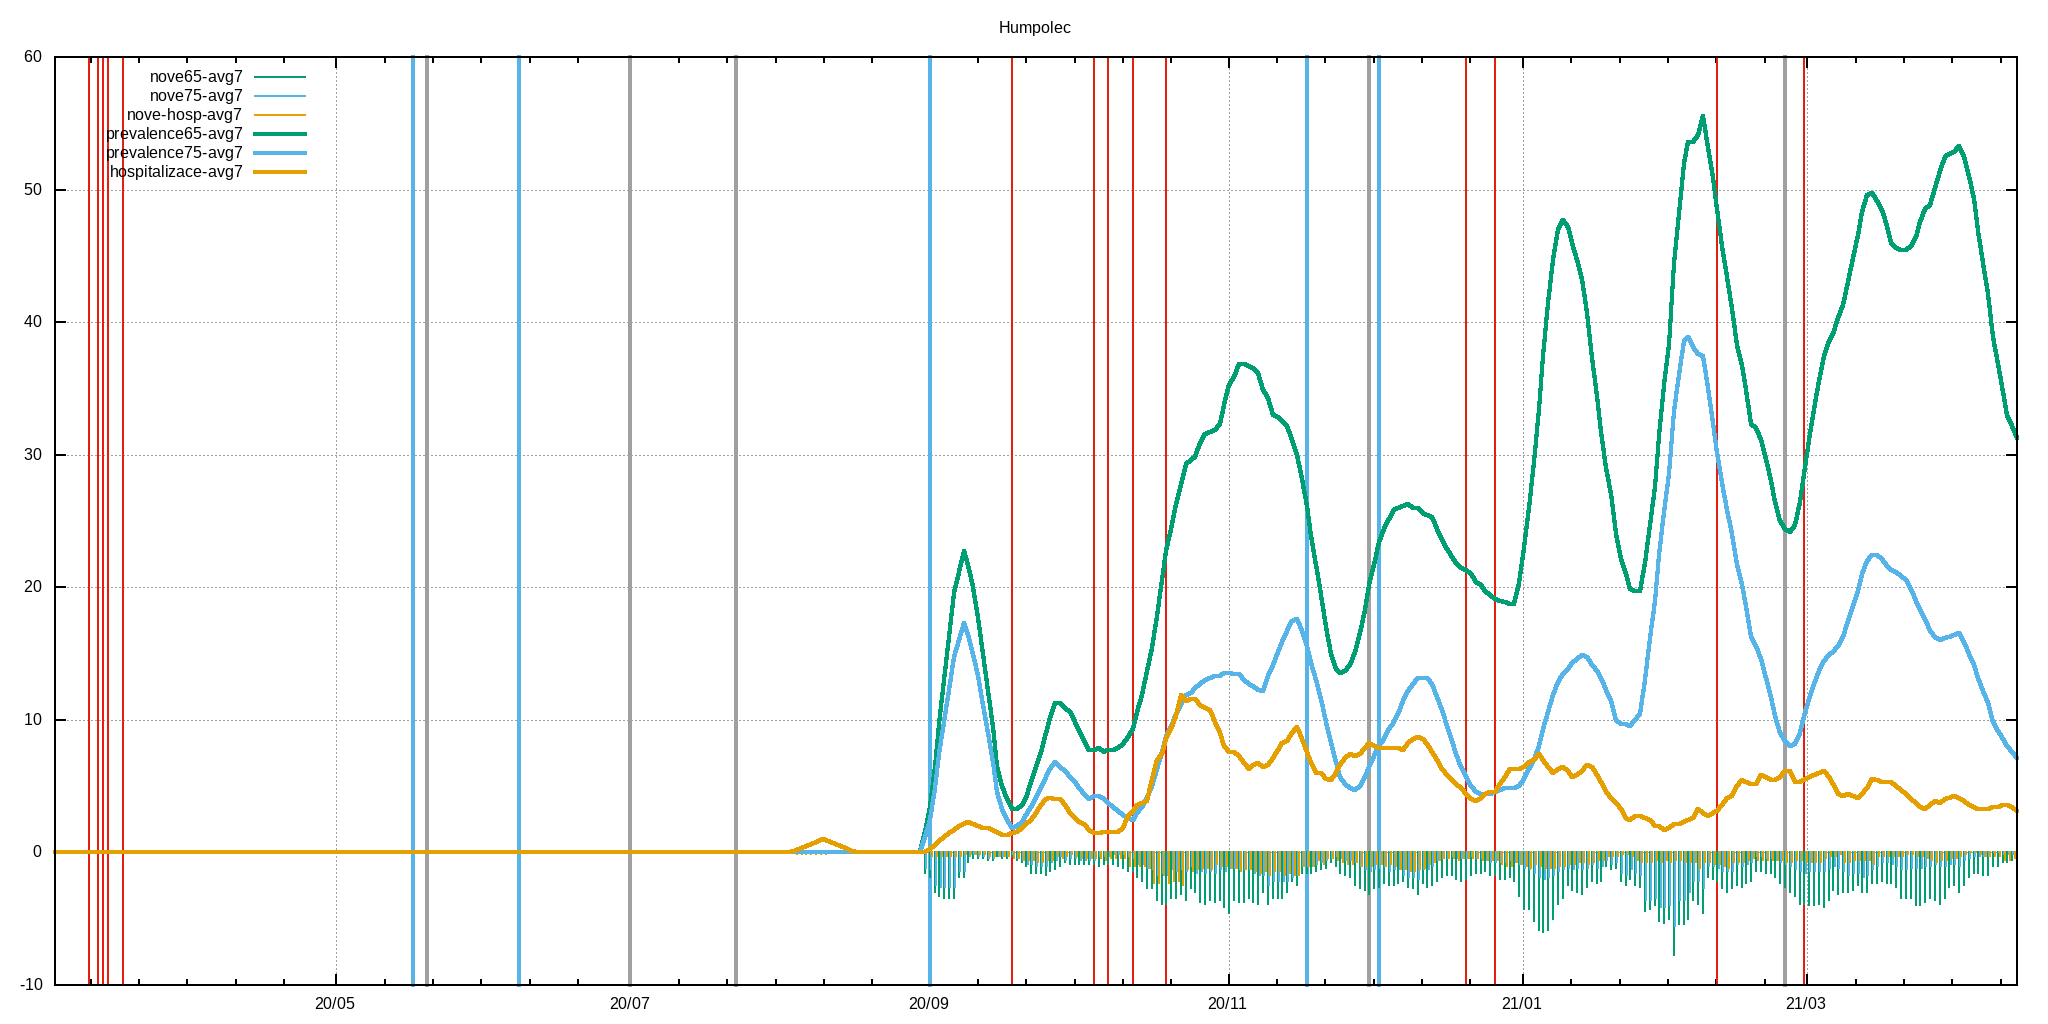 Humpolec
60
nove65-avg7
nove75-avg7
nove-hosp-avg7
prevalence65-avg7
prevalence75-avg7
hospitalizace-avg7
50
40
30
20
10
0
-10
20/05 20/07 20/09 20/11 21/01 21/03